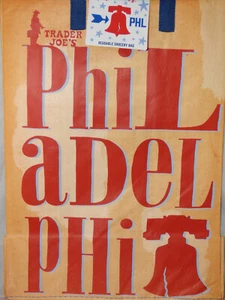 TRADER
JOE'S
PHL
REUSABLE GROCERY BAG
PhiL
aDeL
PHi